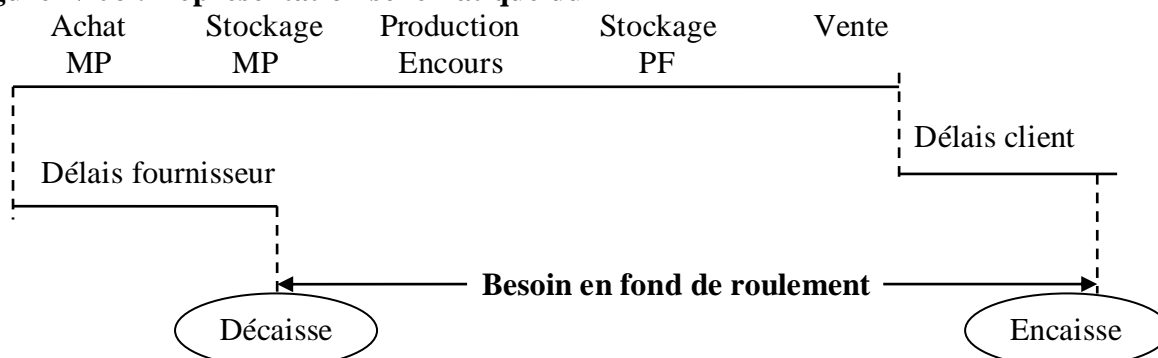 Achat Stockage Production Stockage Vente
MP MP Encours PF
Délais client
Délais fournisseur
Besoin en fond de roulement
Décaisse Encaisse